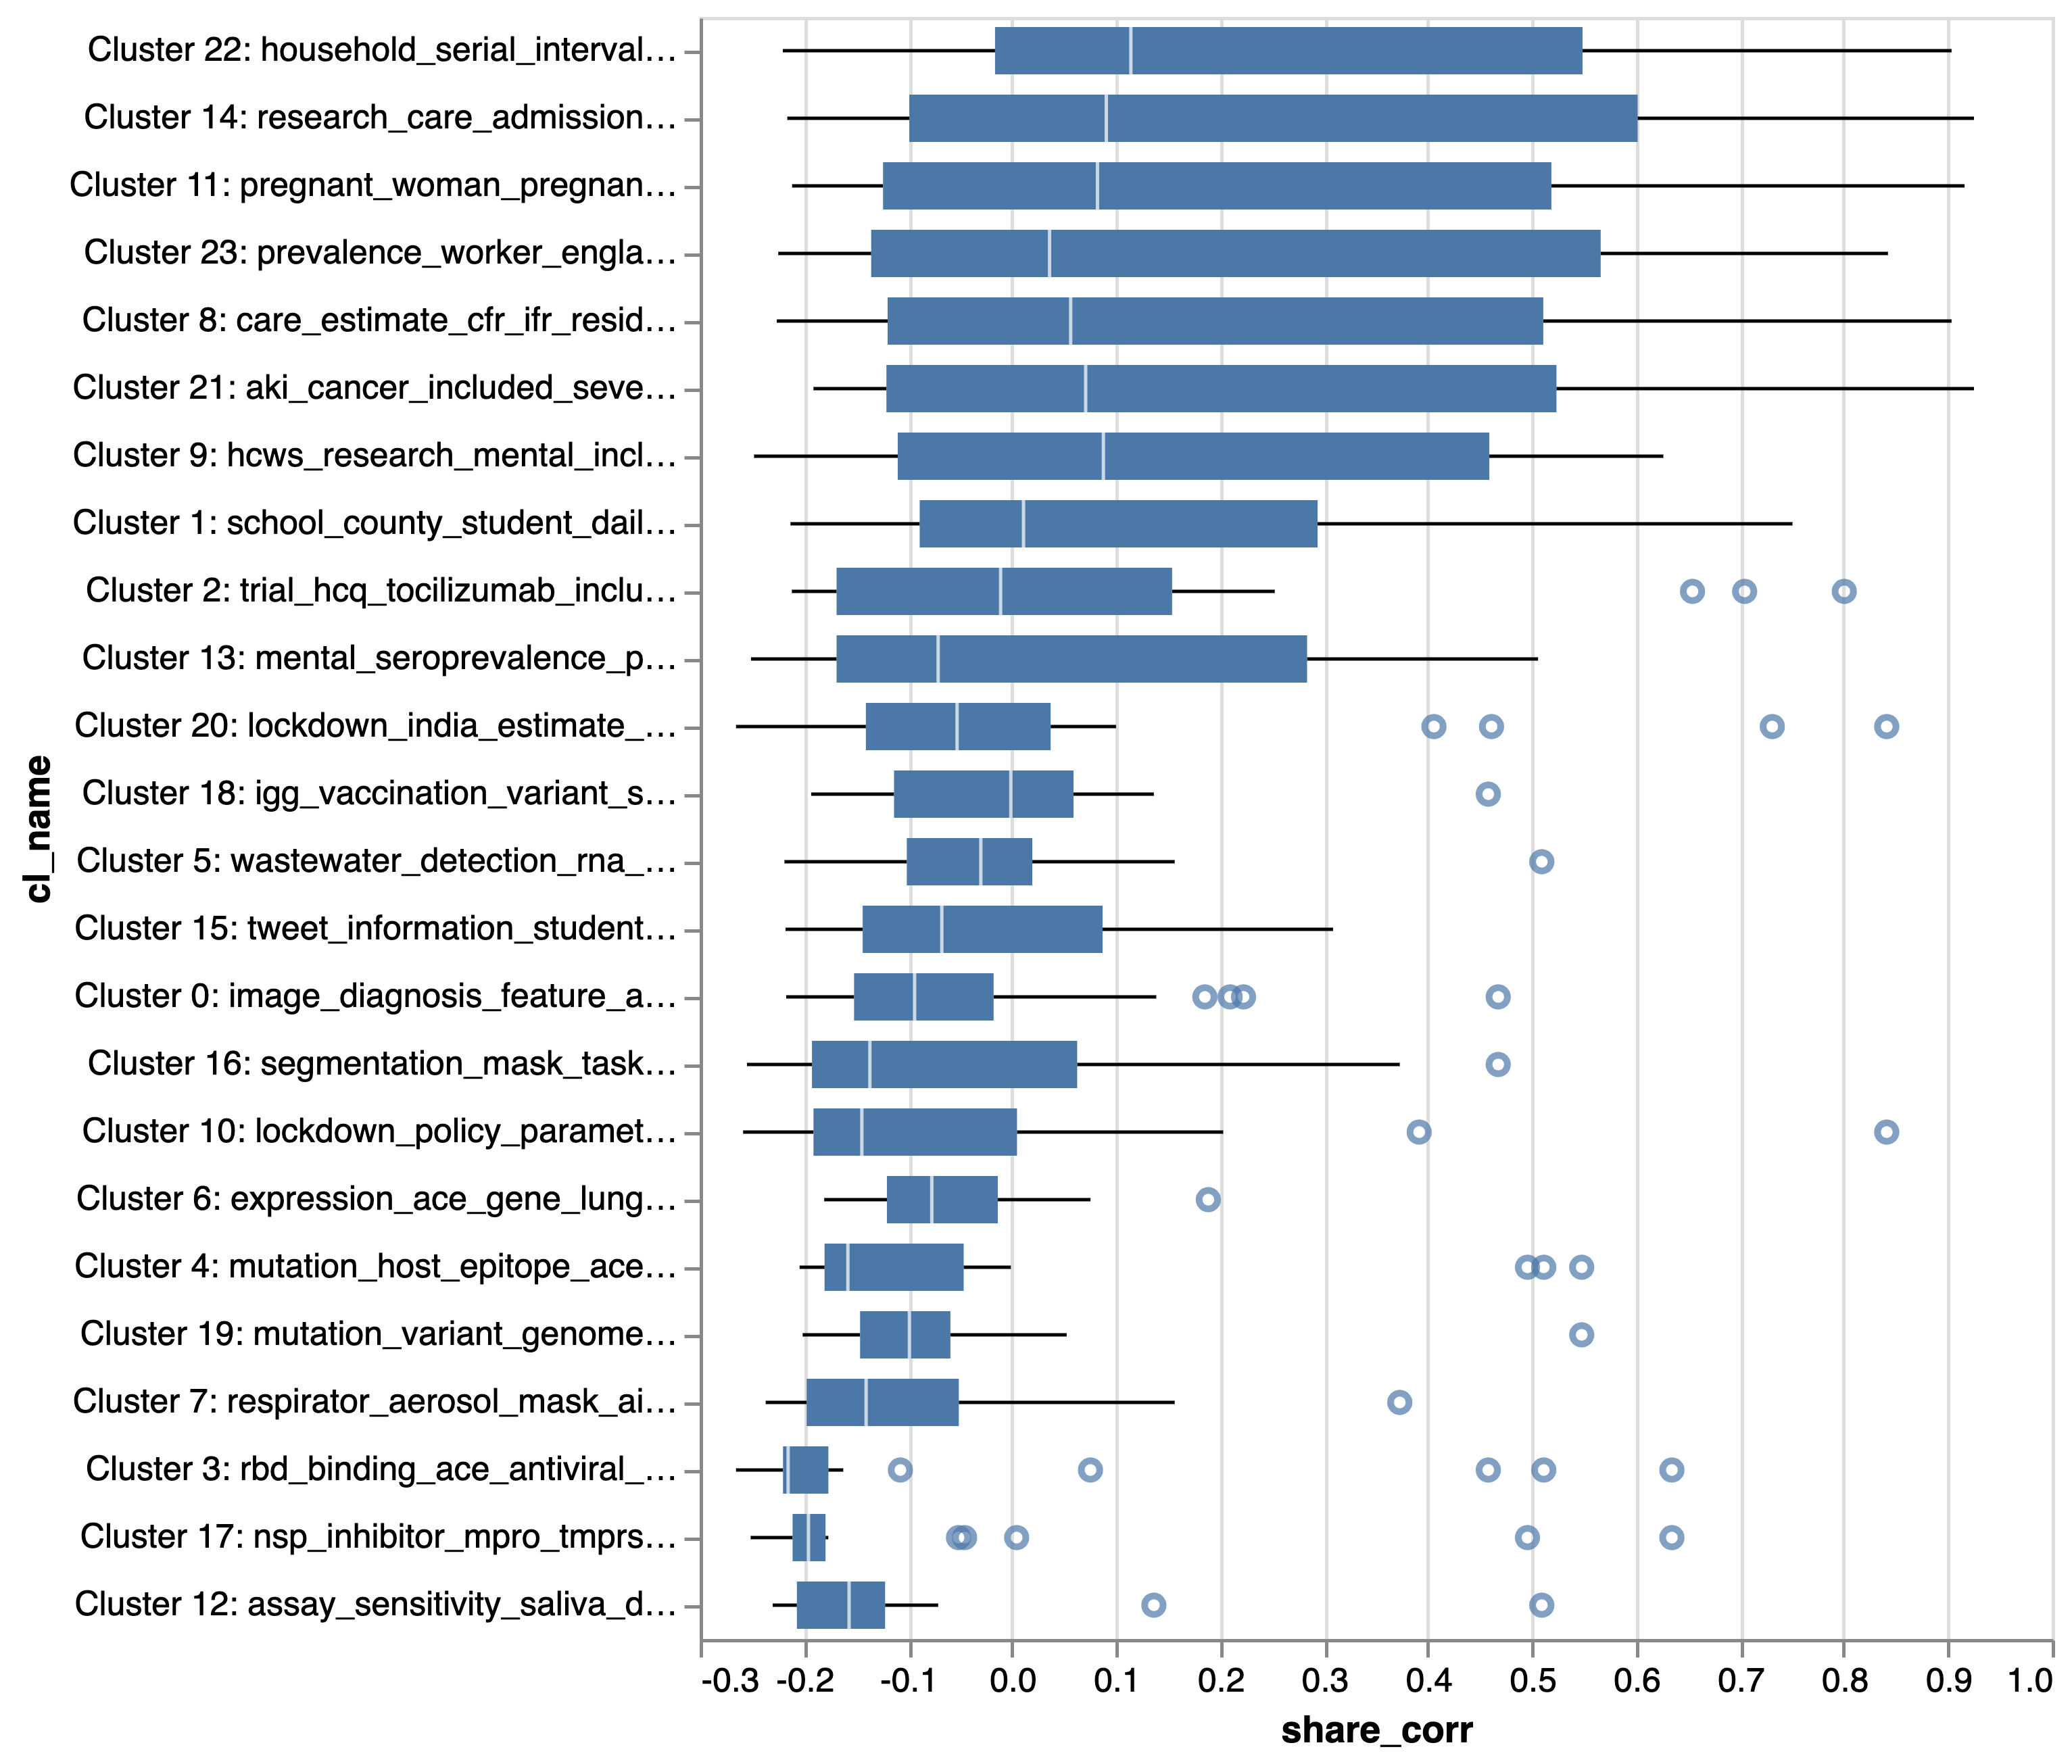 Cluster 22: household_serial_interval…
Cluster 14: research_care_admission…
Cluster 11: pregnant_woman_pregnan…
Cluster 23: prevalence_worker_engla…
Cluster 8: care_estimate_cfr_ifr_resid…
Cluster 21: aki_cancer_included_seve…
Cluster 9: hcws_research_mental_incl…
Cluster 1: school_county_student_dail…
Cluster 2: trial_hcq_tocilizumab_inclu…
Cluster 13: mental_seroprevalence_p…
Cluster 20: lockdown_india_estimate_…
Cluster 18: igg_vaccination_variant_s…
Cluster 5: wastewater_detection_rna_…
Cluster 15: tweet_information_student…
Cluster 0: image_diagnosis_feature_a…
Cluster 16: segmentation_mask_task…
Cluster 10: lockdown_policy_paramet…
Cluster 6: expression_ace_gene_lung…
Cluster 4: mutation_host_epitope_ace…
Cluster 19: mutation_variant_genome…
Cluster 7: respirator_aerosol_mask_ai…
Cluster 3: rbd_binding_ace_antiviral_…
Cluster 17: nsp_inhibitor_mpro_tmprs…
Cluster 12: assay_sensitivity_saliva_d…
cl_name
-0.3 -0.2 -0.1 0.0 0.1 0.2 0.3 0.4 0.5 0.6 0.7 0.8 0.9 1.0
share_corr